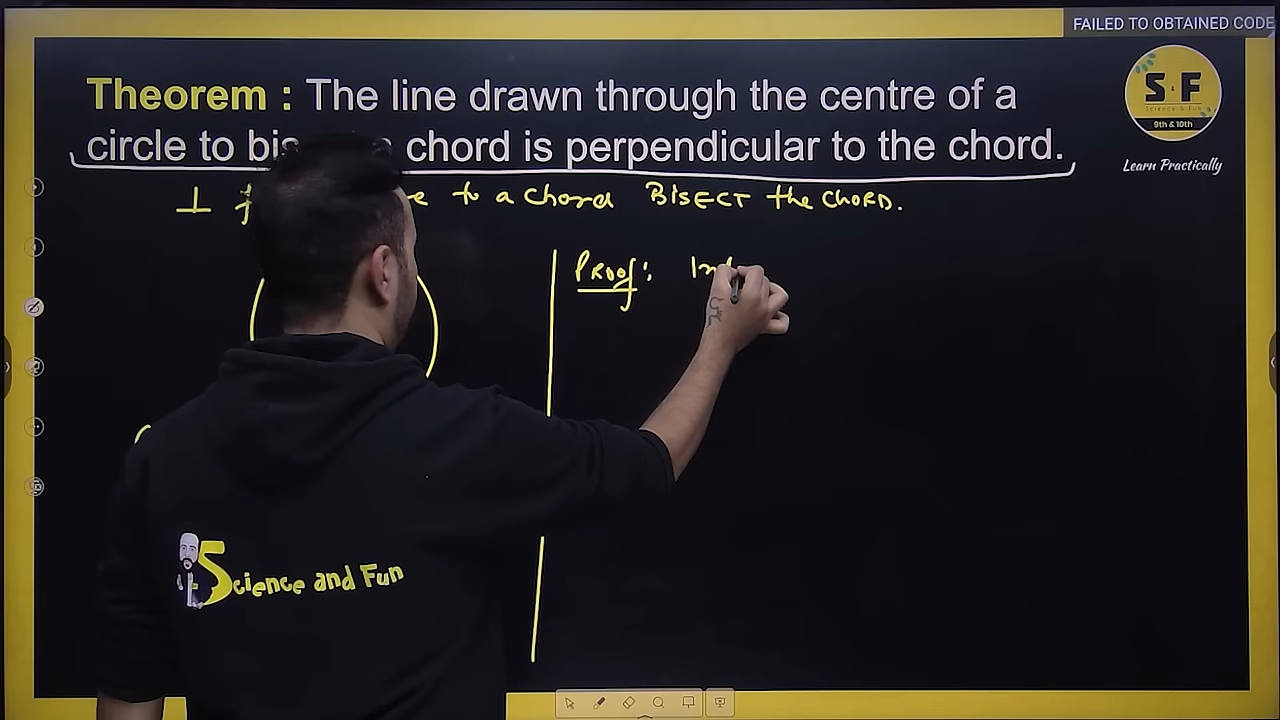 FAILED TO OBTAINED CODE
Theorem : The line drawn through the centre of a
circle to chord is perpendicular to the chord.
⊥ to a chord BISECT the CHORD.
Proof:
S&F
Science & Fun
9th & 10th
Learn Practically
Science and Fun